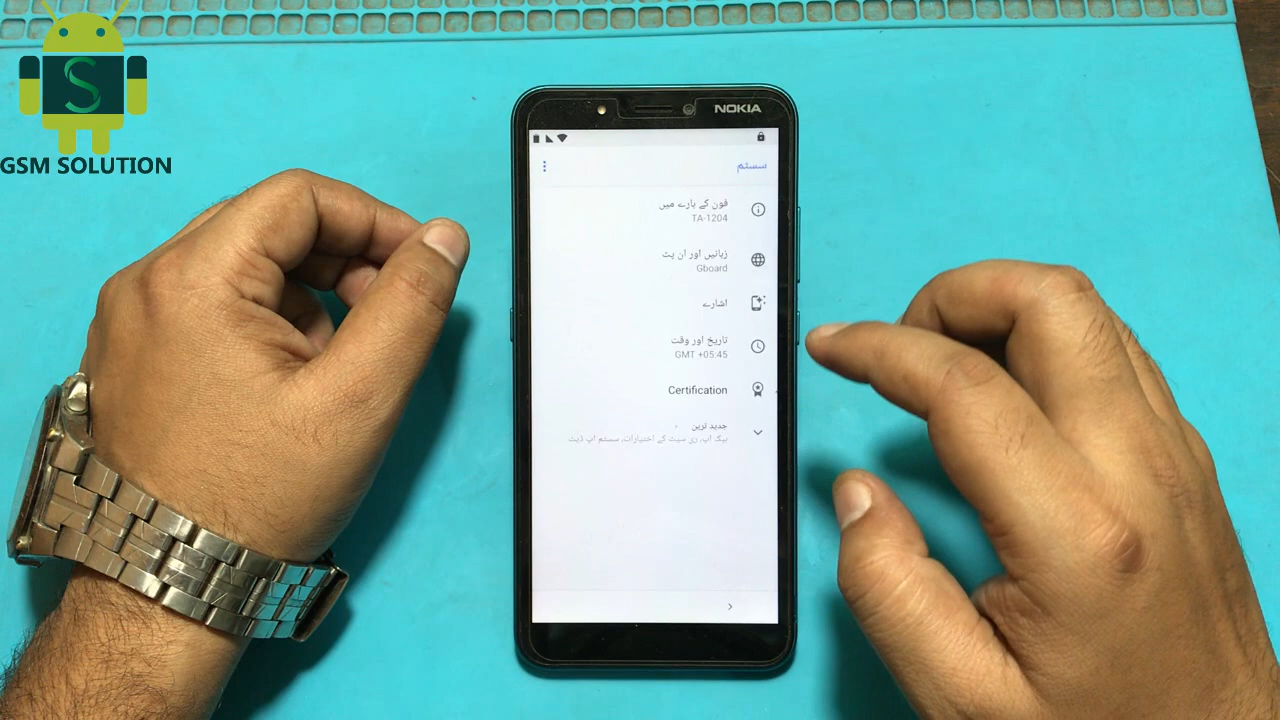 GSM SOLUTION
NOKIA
سسٹم
فون کے بارے میں
TA-1204
زبانیں اور ان پٹ
Gboard
اشارے
تاریخ اور وقت
GMT +05:45
Certification
جدید ترین
بیک اپ، ری سیٹ کے اختیارات، سسٹم اپ ڈیٹ